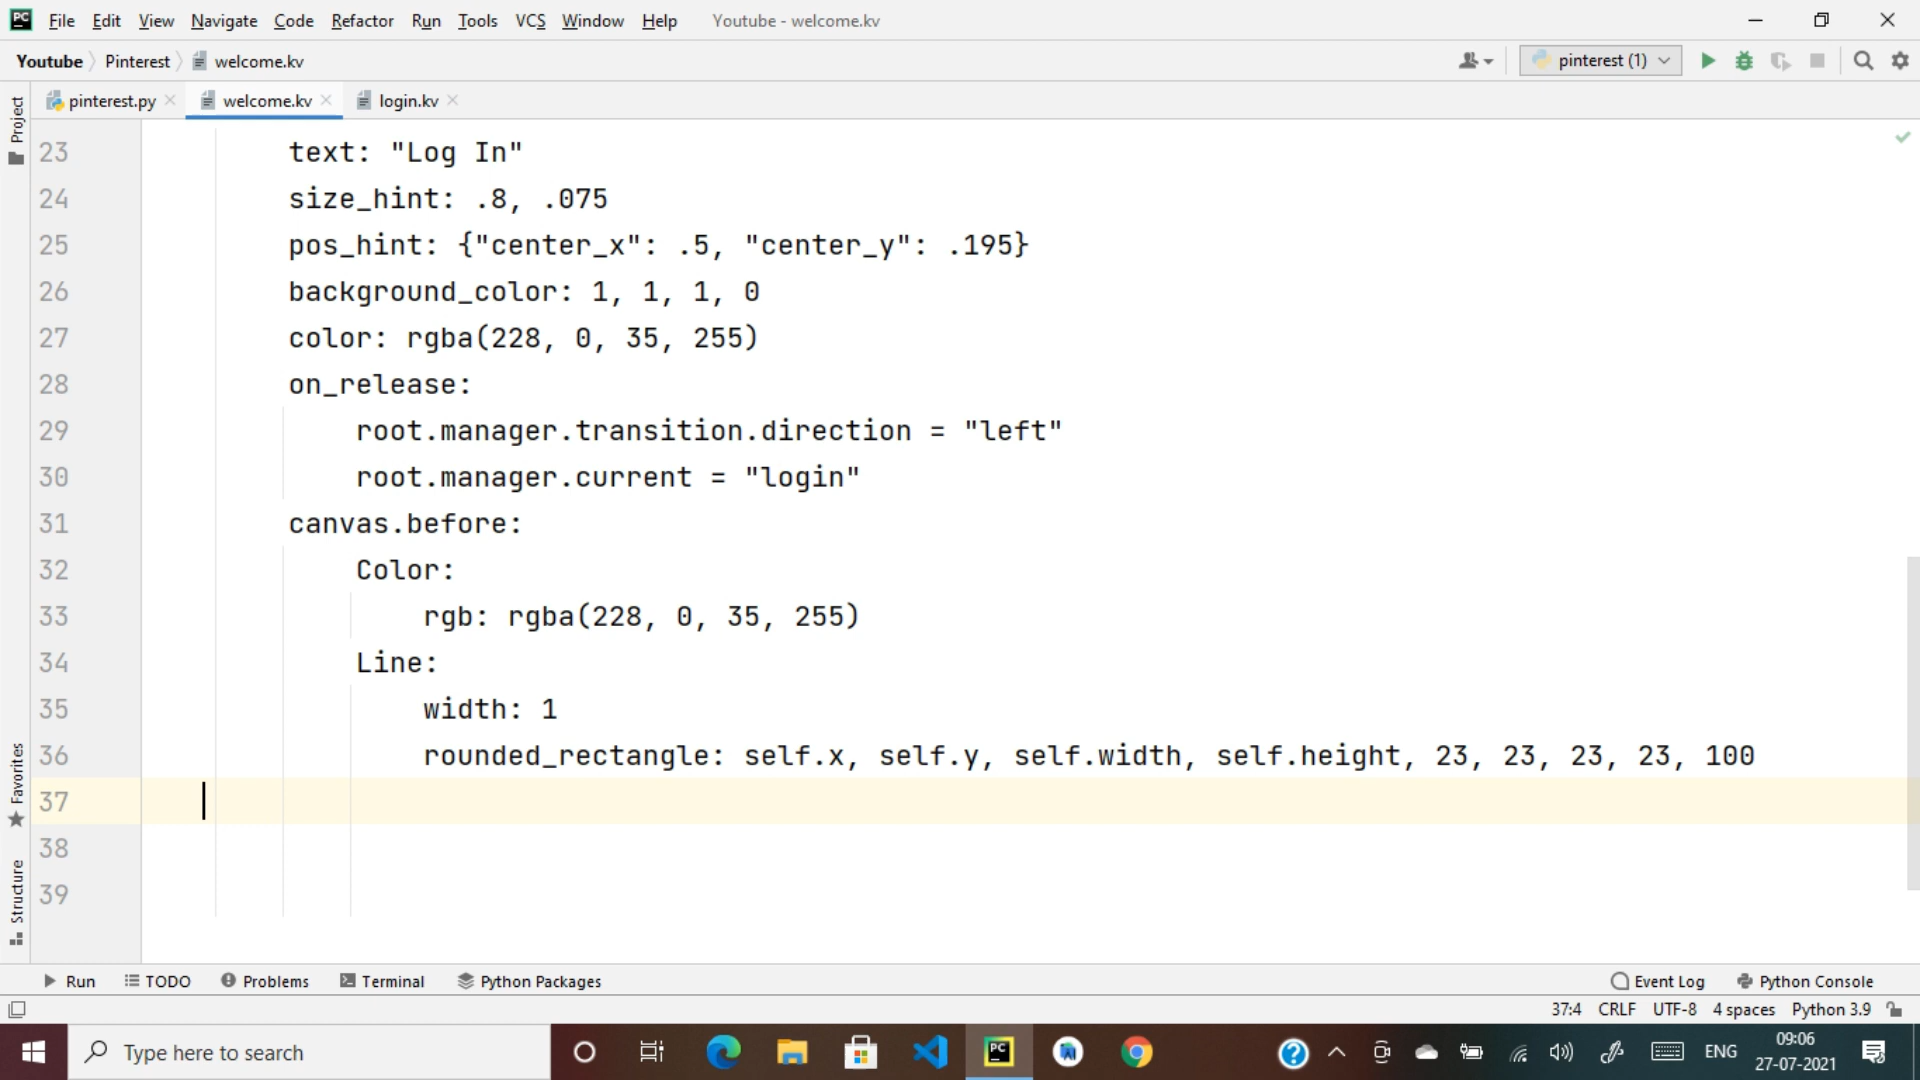 File Edit View Navigate Code Refactor Run Tools VCS Window Help Youtube - welcome.kv
Youtube Pinterest welcome.kv pinterest (1)
Project pinterest.py welcome.kv login.kv
23 text: "Log In"
24 size_hint: .8, .075
25 pos_hint: {"center_x": .5, "center_y": .195}
26 background_color: 1, 1, 1, 0
27 color: rgba(228, 0, 35, 255)
28 on_release:
29 root.manager.transition.direction = "left"
30 root.manager.current = "login"
31 canvas.before:
32 Color:
33 rgb: rgba(228, 0, 35, 255)
34 Line:
35 width: 1
36 rounded_rectangle: self.x, self.y, self.width, self.height, 23, 23, 23, 23, 100
37
38
39
Favorites
Structure
Run TODO Problems Terminal Python Packages Event Log Python Console
37:4 CRLF UTF-8 4 spaces Python 3.9
Type here to search PC ENG 09:06
27-07-2021